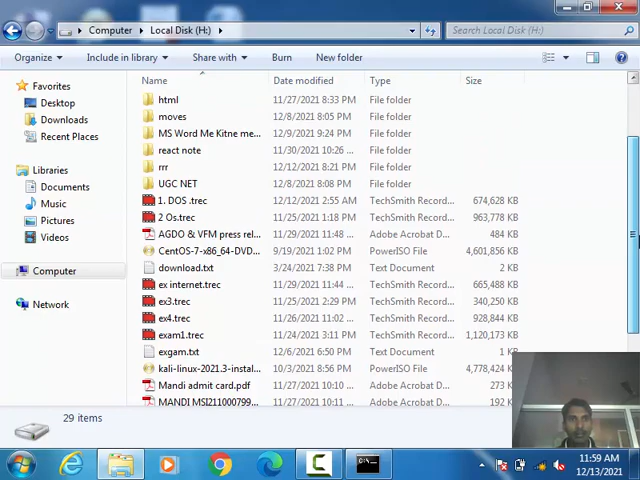 Computer Local Disk (H:) Search Local Disk (H:)
Organize Include in library Share with Burn New folder
Favorites
Desktop
Downloads
Recent Places
Libraries
Documents
Music
Pictures
Videos
Computer
Network
Name Date modified Type Size
html 11/27/2021 8:33 PM File folder
moves 12/8/2021 8:05 PM File folder
MS Word Me Kitne me... 12/9/2021 9:24 PM File folder
react note 11/30/2021 10:26 ... File folder
rrr 12/12/2021 8:21 PM File folder
UGC NET 12/8/2021 8:08 PM File folder
1. DOS .trec 12/12/2021 2:55 AM TechSmith Record... 674,628 KB
2 Os.trec 11/25/2021 1:18 PM TechSmith Record... 963,778 KB
AGDO & VFM press rel... 11/29/2021 11:48 ... Adobe Acrobat D... 484 KB
CentOS-7-x86_64-DVD... 9/19/2021 1:02 PM PowerISO File 4,601,856 KB
download.txt 3/24/2021 7:38 PM Text Document 2 KB
ex internet.trec 11/29/2021 11:44 ... TechSmith Record... 665,488 KB
ex3.trec 11/25/2021 2:29 PM TechSmith Record... 340,250 KB
ex4.trec 11/26/2021 11:02 ... TechSmith Record... 928,844 KB
exam1.trec 11/24/2021 3:11 PM TechSmith Record... 1,120,173 KB
exgam.txt 12/6/2021 6:50 PM Text Document 1 KB
kali-linux-2021.3-instal... 10/3/2021 8:56 PM PowerISO File 4,778,424 KB
Mandi admit card.pdf 11/27/2021 10:10 ... Adobe Acrobat D... 273 KB
MANDI MSI211000799... 11/27/2021 10:11 ... Adobe Acrobat D... 192 KB
29 items
11:59 AM
12/13/2021